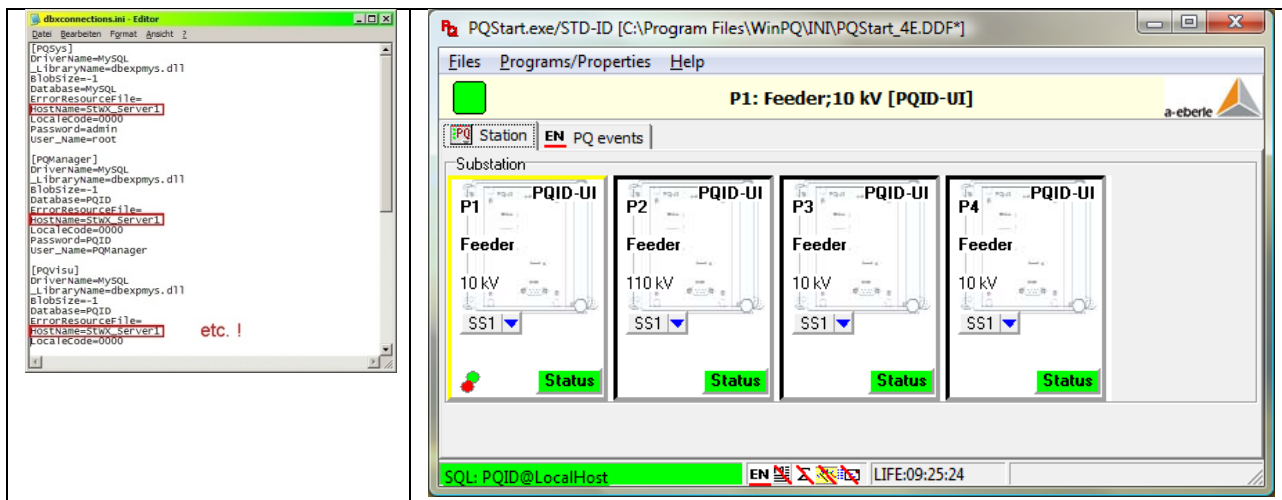 dbxconnections.ini - Editor
Datei Bearbeiten Format Ansicht ?
[PQSys]
DriverName=MySQL
_LibraryName=dbexpmys.dll
BlobSize=-1
Database=MySQL
ErrorResourceFile=
HostName=StWX_Server1
LocaleCode=0000
Password=admin
User_Name=root
[PQManager]
DriverName=MySQL
_LibraryName=dbexpmys.dll
BlobSize=-1
Database=PQID
ErrorResourceFile=
HostName=StWX_Server1
LocaleCode=0000
Password=PQID
User_Name=PQManager
[PQVisu]
DriverName=MySQL
_LibraryName=dbexpmys.dll
BlobSize=-1
Database=PQID
ErrorResourceFile=
HostName=StWX_Server1
etc. !
LocaleCode=0000
PQStart.exe/STD-ID [C:\Program Files\WinPQ\INI\PQStart_4E.DDF*]
Files Programs/Properties Help
P1: Feeder;10 kV [PQID-UI]
a-eberle
PQ Station EN PQ events
Substation
PQID-UI PQID-UI PQID-UI PQID-UI
P1 P2 P3 P4
Feeder Feeder Feeder Feeder
10 kV 110 kV 10 kV 10 kV
SS1 SS1 SS1 SS1
Status Status Status Status
SQL: PQID@LocalHost EN LIFE:09:25:24